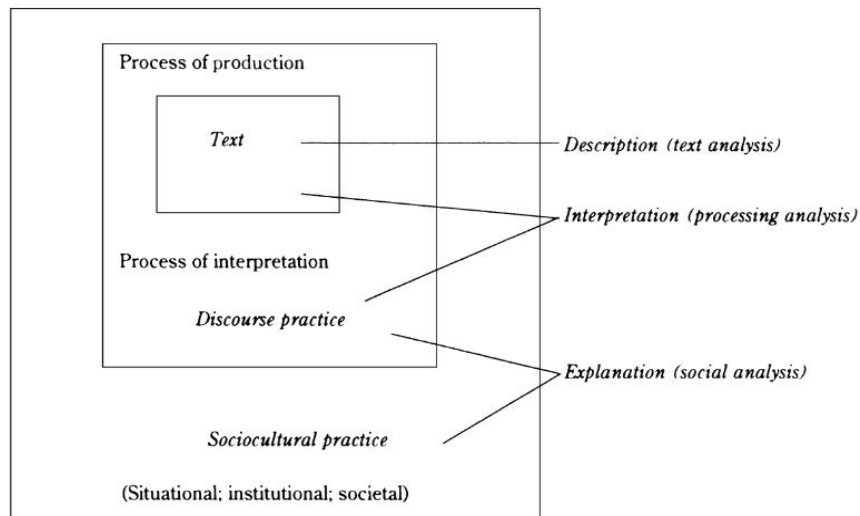 Process of production
Text
Description (text analysis)
Interpretation (processing analysis)
Process of interpretation
Discourse practice
Explanation (social analysis)
Sociocultural practice
(Situational; institutional; societal)